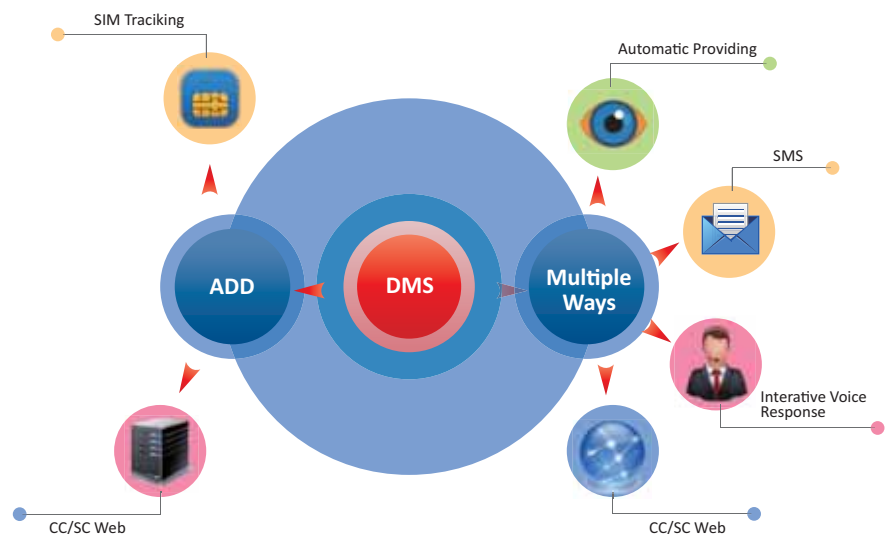 SIM Traciking
Automatic Providing
SMS
ADD
DMS
Multiple
Ways
Interative Voice
Response
CC/SC Web
CC/SC Web